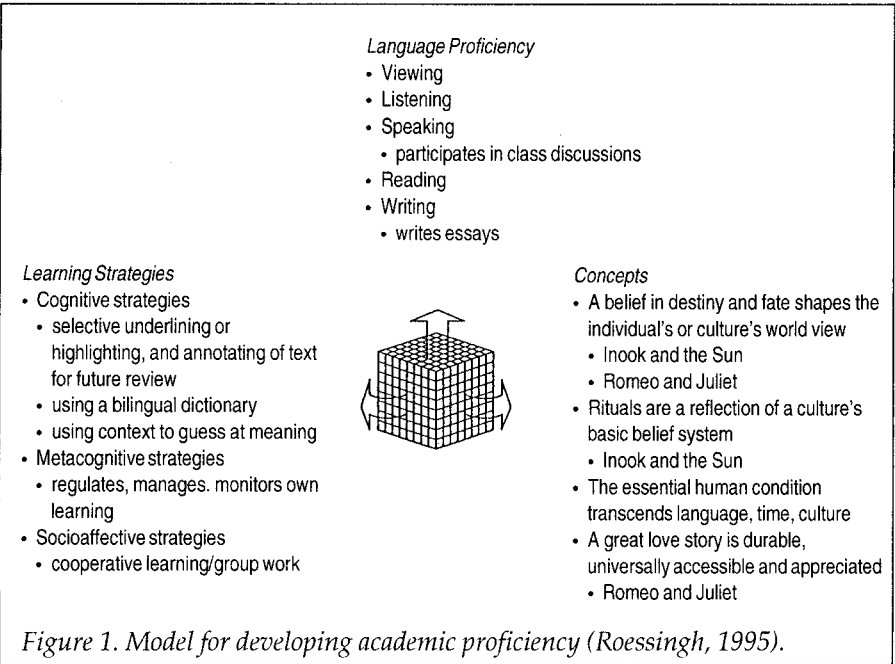 Language Proficiency
• Viewing
• Listening
• Speaking
• participates in class discussions
• Reading
• Writing
• writes essays
Learning Strategies
• Cognitive strategies
• selective underlining or
highlighting, and annotating of text
for future review
• using a bilingual dictionary
• using context to guess at meaning
• Metacognitive strategies
• regulates, manages. monitors own
learning
• Socioaffective strategies
• cooperative learning/group work
Concepts
• A belief in destiny and fate shapes the
individual's or culture's world view
• Inook and the Sun
• Romeo and Juliet
• Rituals are a reflection of a culture's
basic belief system
• Inook and the Sun
• The essential human condition
transcends language, time, culture
• A great love story is durable,
universally accessible and appreciated
• Romeo and Juliet
Figure 1. Model for developing academic proficiency (Roessingh, 1995).